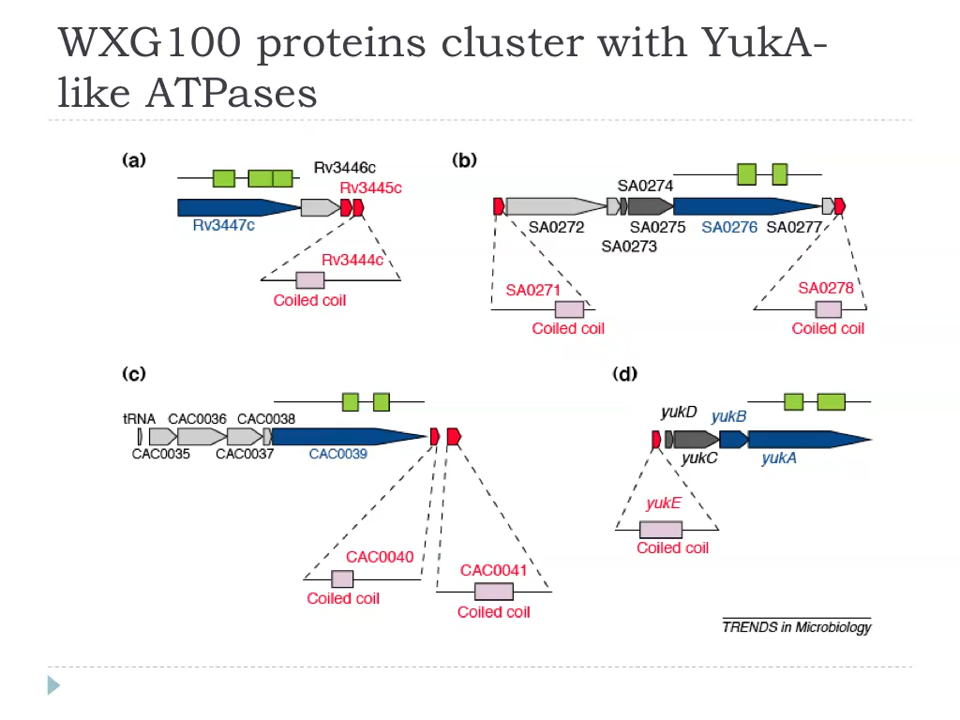 WXG100 proteins cluster with YukA-
like ATPases
(a)
Rv3446c
Rv3445c
Rv3447c
Rv3444c
Coiled coil
(b)
SA0274
SA0272
SA0275
SA0276
SA0277
SA0273
SA0271
Coiled coil
SA0278
Coiled coil
(c)
tRNA
CAC0036
CAC0038
CAC0035
CAC0037
CAC0039
CAC0040
Coiled coil
CAC0041
Coiled coil
(d)
yukD
yukB
yukC
yukA
yukE
Coiled coil
TRENDS in Microbiology